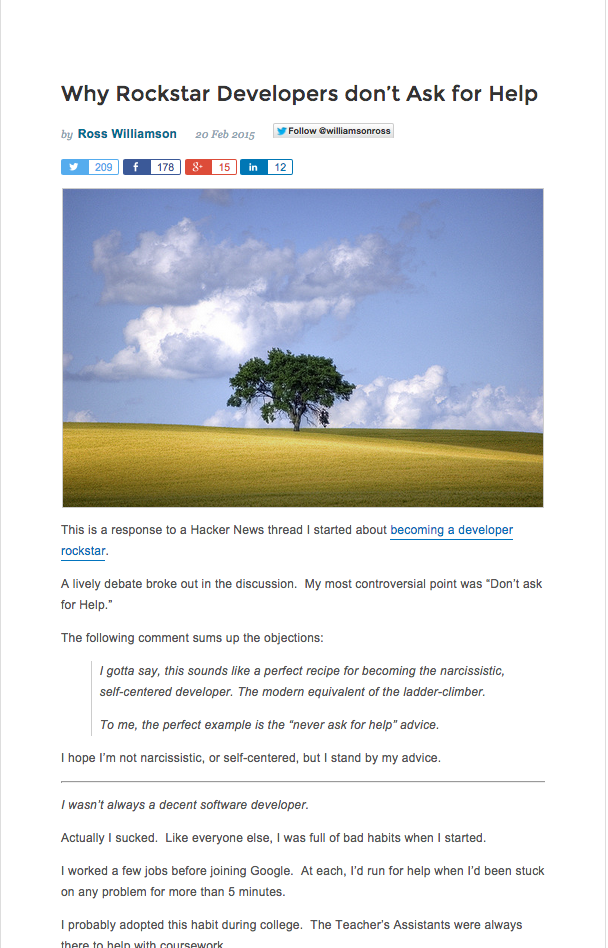 Why Rockstar Developers don’t Ask for Help
by Ross Williamson 20 Feb 2015 Follow @williamsonross
209 f 178 g+ 15 in 12
This is a response to a Hacker News thread I started about becoming a developer
rockstar.
A lively debate broke out in the discussion.  My most controversial point was “Don’t ask
for Help.”
The following comment sums up the objections:
I gotta say, this sounds like a perfect recipe for becoming the narcissistic,
self-centered developer. The modern equivalent of the ladder-climber.
To me, the perfect example is the “never ask for help” advice.
I hope I’m not narcissistic, or self-centered, but I stand by my advice.
I wasn’t always a decent software developer.
Actually I sucked.  Like everyone else, I was full of bad habits when I started.
I worked a few jobs before joining Google.  At each, I’d run for help when I’d been stuck
on any problem for more than 5 minutes.
I probably adopted this habit during college.  The Teacher’s Assistants were always
there to help with coursework.